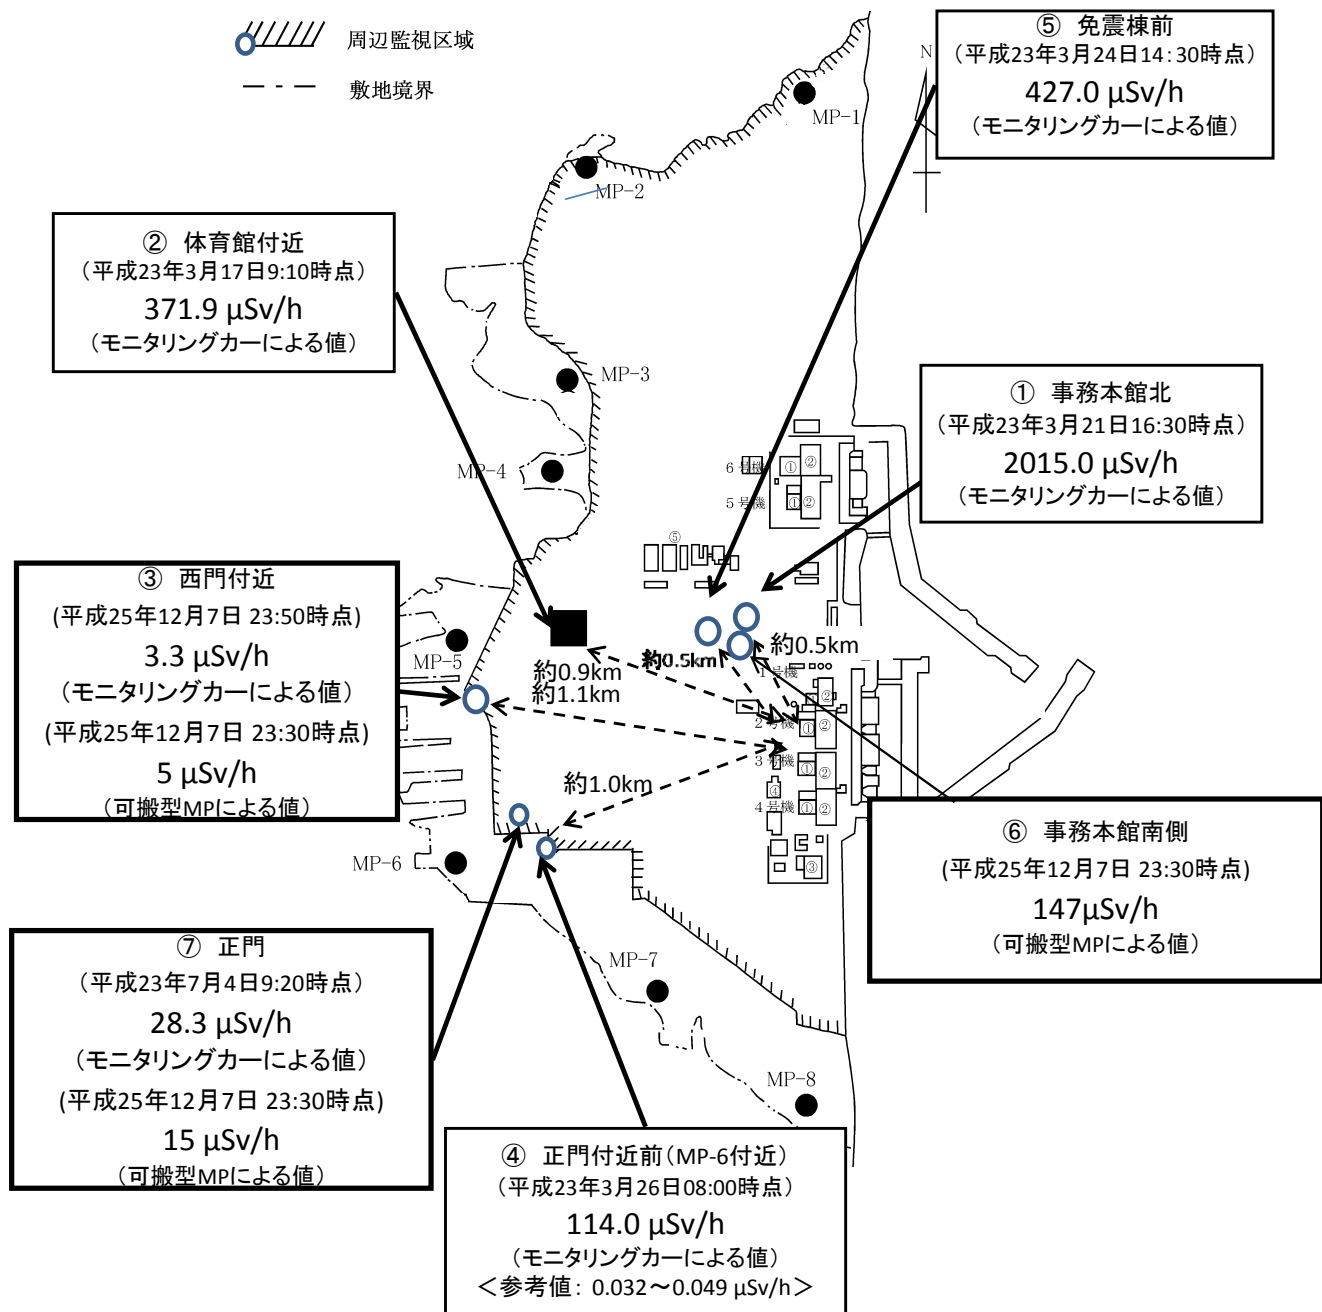 周辺監視区域
敷地境界
⑤ 免震棟前
(平成23年3月24日14:30時点)
427.0 μSv/h
(モニタリングカーによる値)
N
MP-1
MP-2
② 体育館付近
(平成23年3月17日9:10時点)
371.9 μSv/h
(モニタリングカーによる値)
MP-3
MP-4
① 事務本館北
(平成23年3月21日16:30時点)
2015.0 μSv/h
(モニタリングカーによる値)
6号機
① ②
5号機
① ②
⑤
③ 西門付近
(平成25年12月7日 23:50時点)
3.3 μSv/h
(モニタリングカーによる値)
(平成25年12月7日 23:30時点)
5 μSv/h
(可搬型MPによる値)
MP-5
約0.9km
約1.1km
約0.5km
約0.5km
1号機
②
2号機
① ②
3号機
① ②
④
4号機
① ②
③
約1.0km
MP-6
⑥ 事務本館南側
(平成25年12月7日 23:30時点)
147μSv/h
(可搬型MPによる値)
⑦ 正門
(平成23年7月4日9:20時点)
28.3 μSv/h
(モニタリングカーによる値)
(平成25年12月7日 23:30時点)
15 μSv/h
(可搬型MPによる値)
MP-7
MP-8
④ 正門付近前(MP-6付近)
(平成23年3月26日08:00時点)
114.0 μSv/h
(モニタリングカーによる値)
<参考値: 0.032~0.049 μSv/h>